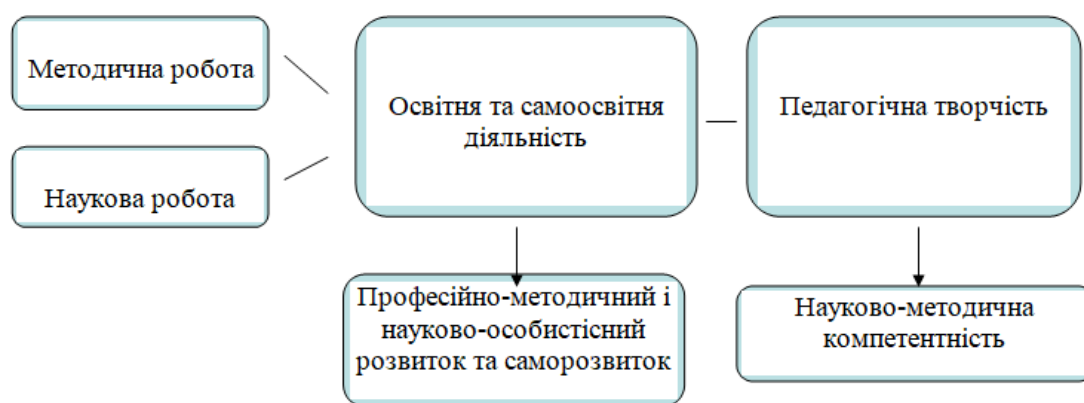 Методична робота
Наукова робота
Освітня та самоосвітня
діяльність
Педагогічна творчість
Професійно-методичний і
науково-особистісний
розвиток та саморозвиток
Науково-методична
компетентність